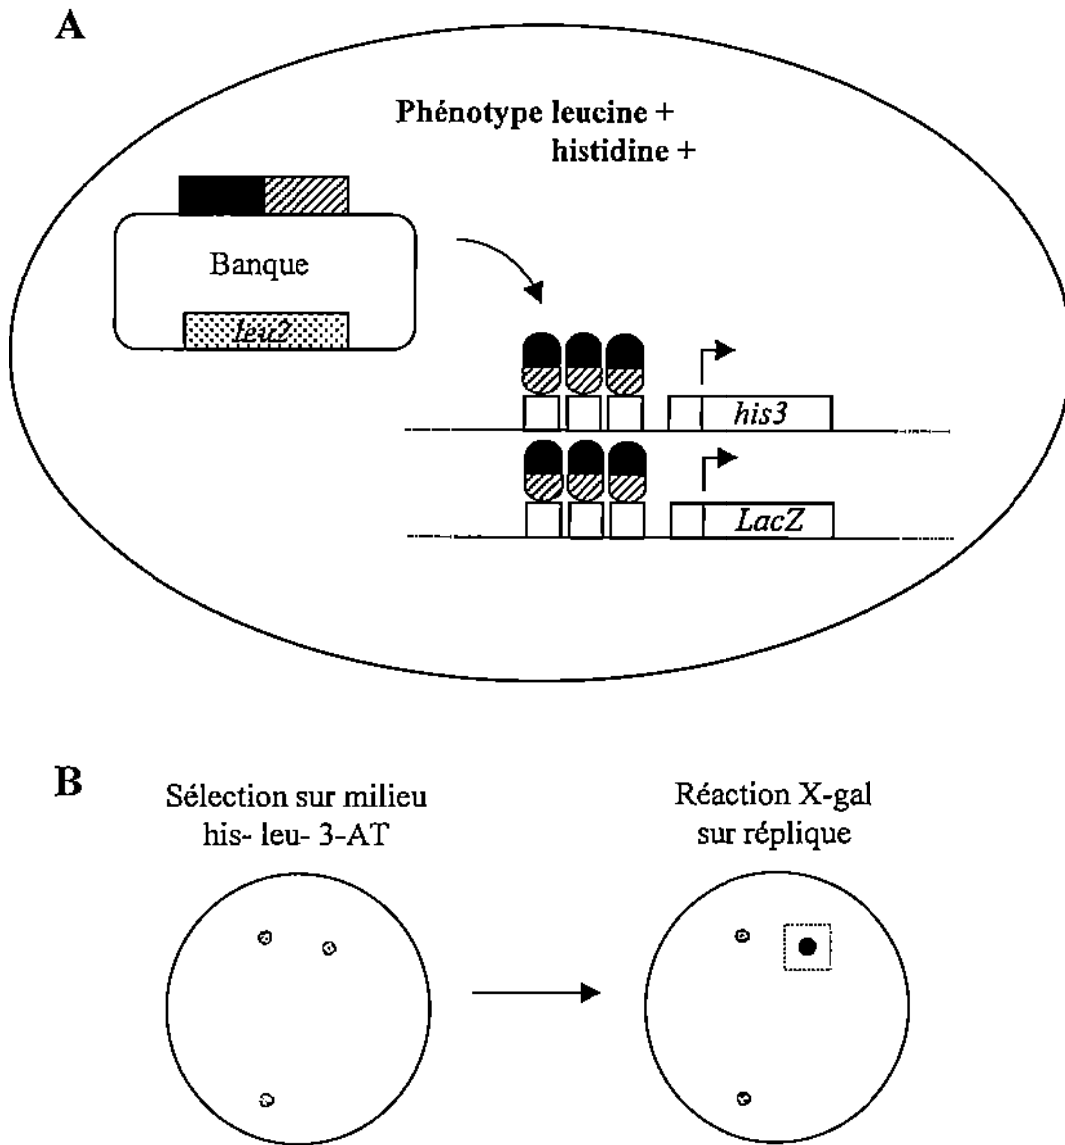 A
Phénotype leucine +
histidine +
Banque
leu2
his3
LacZ
B
Sélection sur milieu
his- leu- 3-AT
Réaction X-gal
sur réplique